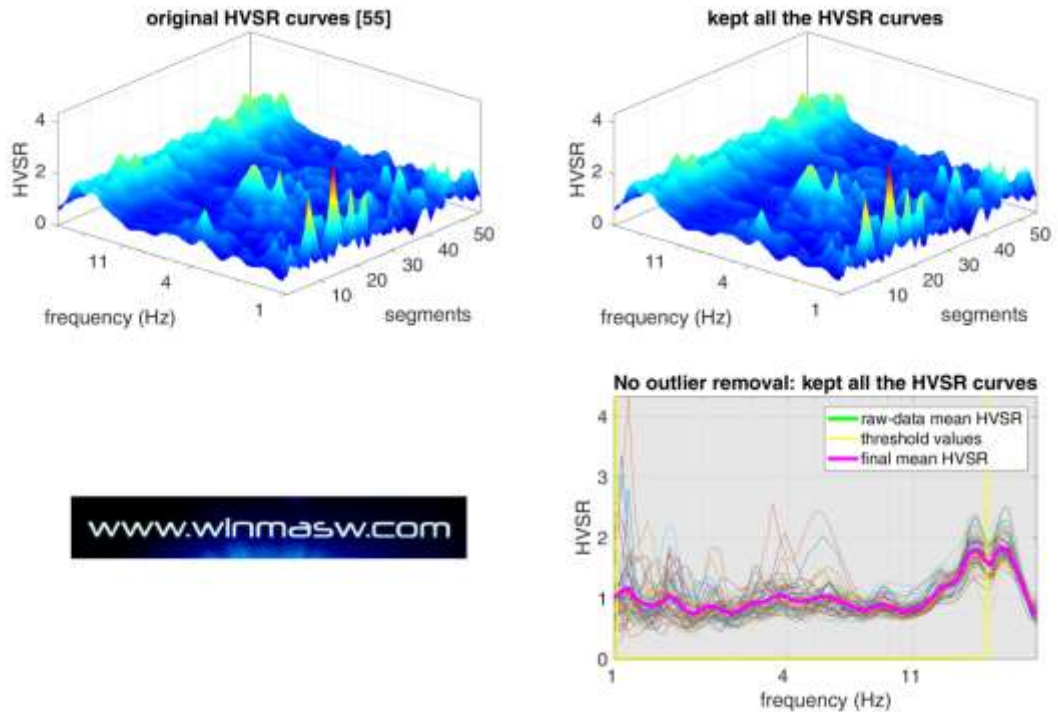 original HVSR curves [55]
HVSR
4
2
0
11
4
1
frequency (Hz)
10
20
30
40
50
segments
kept all the HVSR curves
HVSR
4
2
0
11
4
1
frequency (Hz)
10
20
30
40
50
segments
www.winmasw.com
No outlier removal: kept all the HVSR curves
raw-data mean HVSR
threshold values
final mean HVSR
HVSR
4
3
2
1
0
1
4
11
frequency (Hz)